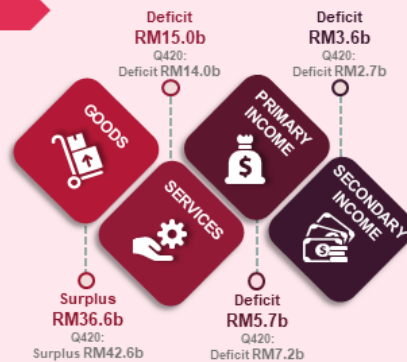 Deficit
RM15.0b
Q420:
Deficit RM14.0b
Deficit
RM3.6b
Q420:
Deficit RM2.7b
GOODS
SERVICES
PRIMARY
INCOME
$
SECONDARY
INCOME
$
Surplus
RM36.6b
Q420:
Surplus RM42.6b
Deficit
RM5.7b
Q420:
Deficit RM7.2b